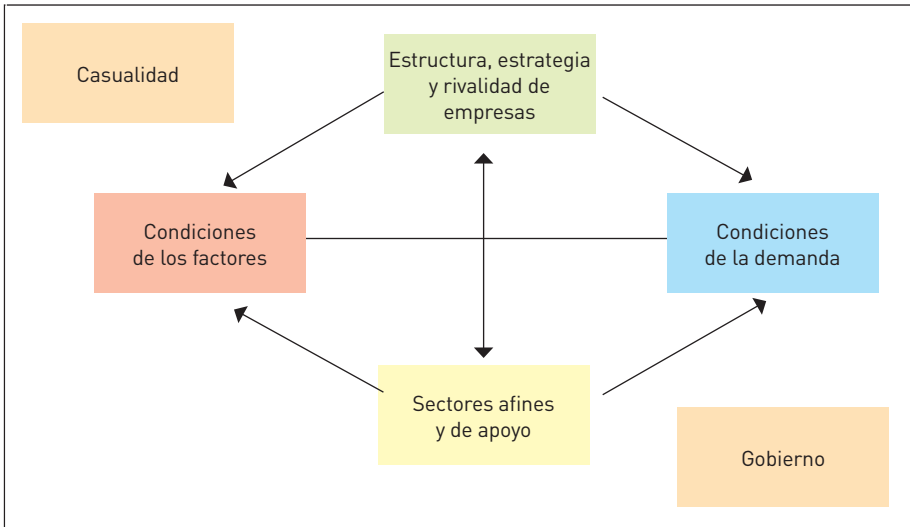 Casualidad
Estructura, estrategia
y rivalidad de
empresas
Condiciones
de los factores
Condiciones
de la demanda
Sectores afines
y de apoyo
Gobierno